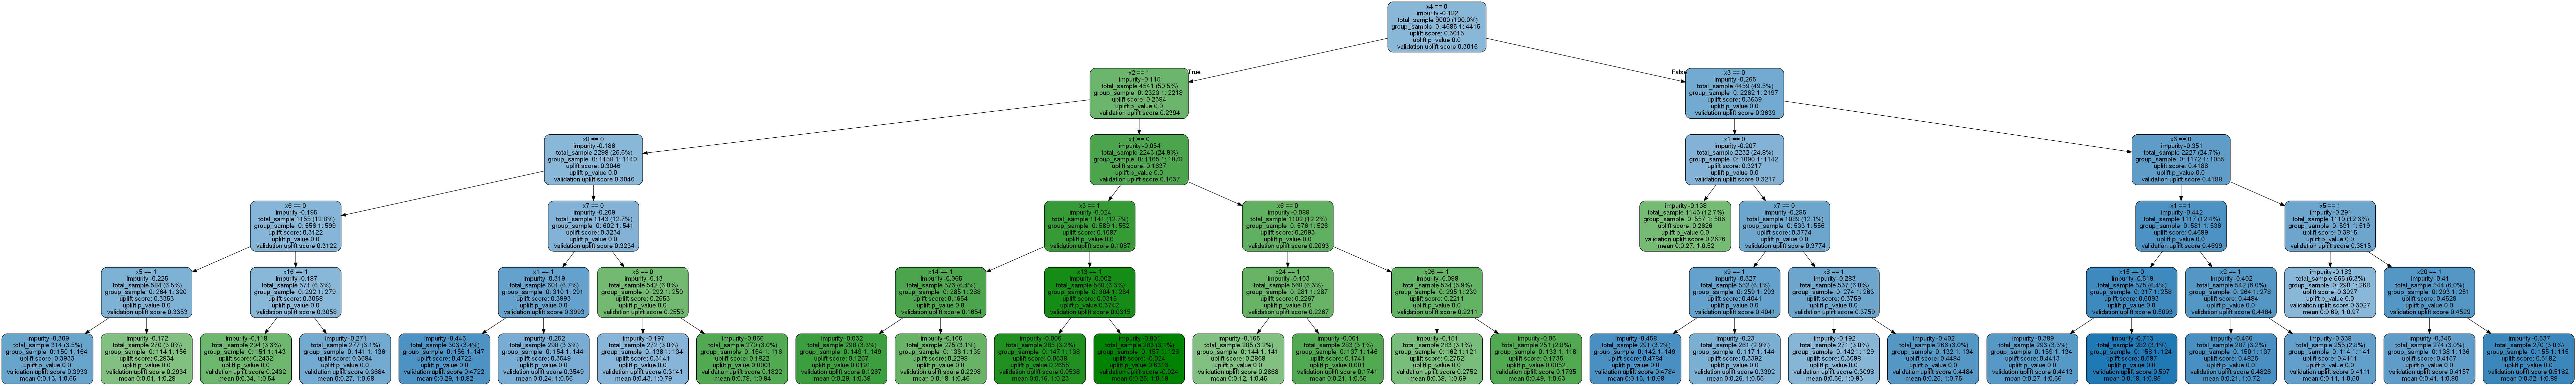 x4 == 0
impurity -0.182
total_sample 9000 (100.0%)
group_sample 0: 4585 1: 4415
uplift score: 0.3015
uplift p_value 0.0
validation uplift score 0.3015
True
False
x2 == 1
impurity -0.115
total_sample 4541 (50.5%)
group_sample 0: 2323 1: 2218
uplift score: 0.2394
uplift p_value 0.0
validation uplift score 0.2394
x3 == 0
impurity -0.265
total_sample 4459 (49.5%)
group_sample 0: 2262 1: 2197
uplift score: 0.3639
uplift p_value 0.0
validation uplift score 0.3639
x8 == 0
impurity -0.186
total_sample 2298 (25.5%)
group_sample 0: 1158 1: 1140
uplift score: 0.3046
uplift p_value 0.0
validation uplift score 0.3046
x1 == 0
impurity -0.054
total_sample 2243 (24.9%)
group_sample 0: 1165 1: 1078
uplift score: 0.1637
uplift p_value 0.0
validation uplift score 0.1637
x1 == 0
impurity -0.207
total_sample 2232 (24.8%)
group_sample 0: 1090 1: 1142
uplift score: 0.3217
uplift p_value 0.0
validation uplift score 0.3217
x6 == 0
impurity -0.351
total_sample 2227 (24.7%)
group_sample 0: 1172 1: 1055
uplift score: 0.4188
uplift p_value 0.0
validation uplift score 0.4188
x6 == 0
impurity -0.195
total_sample 1155 (12.8%)
group_sample 0: 556 1: 599
uplift score: 0.3122
uplift p_value 0.0
validation uplift score 0.3122
x7 == 0
impurity -0.209
total_sample 1143 (12.7%)
group_sample 0: 602 1: 541
uplift score: 0.3234
uplift p_value 0.0
validation uplift score 0.3234
x3 == 1
impurity -0.024
total_sample 1141 (12.7%)
group_sample 0: 589 1: 552
uplift score: 0.1087
uplift p_value 0.0
validation uplift score 0.1087
x6 == 0
impurity -0.088
total_sample 1102 (12.2%)
group_sample 0: 576 1: 526
uplift score: 0.2093
uplift p_value 0.0
validation uplift score 0.2093
impurity -0.138
total_sample 1143 (12.7%)
group_sample 0: 557 1: 586
uplift score: 0.2626
uplift p_value 0.0
validation uplift score 0.2626
mean 0:0.27, 1:0.52
x7 == 0
impurity -0.285
total_sample 1089 (12.1%)
group_sample 0: 533 1: 556
uplift score: 0.3774
uplift p_value 0.0
validation uplift score 0.3774
x1 == 1
impurity -0.442
total_sample 1117 (12.4%)
group_sample 0: 581 1: 536
uplift score: 0.4699
uplift p_value 0.0
validation uplift score 0.4699
x5 == 1
impurity -0.291
total_sample 1110 (12.3%)
group_sample 0: 591 1: 519
uplift score: 0.3815
uplift p_value 0.0
validation uplift score 0.3815
x5 == 1
impurity -0.225
total_sample 584 (6.5%)
group_sample 0: 264 1: 320
uplift score: 0.3353
uplift p_value 0.0
validation uplift score 0.3353
x16 == 1
impurity -0.187
total_sample 571 (6.3%)
group_sample 0: 292 1: 279
uplift score: 0.3058
uplift p_value 0.0
validation uplift score 0.3058
x1 == 1
impurity -0.319
total_sample 601 (6.7%)
group_sample 0: 310 1: 291
uplift score: 0.3993
uplift p_value 0.0
validation uplift score 0.3993
x6 == 0
impurity -0.13
total_sample 542 (6.0%)
group_sample 0: 292 1: 250
uplift score: 0.2553
uplift p_value 0.0
validation uplift score 0.2553
x14 == 1
impurity -0.055
total_sample 573 (6.4%)
group_sample 0: 285 1: 288
uplift score: 0.1654
uplift p_value 0.0
validation uplift score 0.1654
x13 == 1
impurity -0.002
total_sample 568 (6.3%)
group_sample 0: 304 1: 264
uplift score: 0.0315
uplift p_value 0.3742
validation uplift score 0.0315
x24 == 1
impurity -0.103
total_sample 568 (6.3%)
group_sample 0: 281 1: 287
uplift score: 0.2267
uplift p_value 0.0
validation uplift score 0.2267
x26 == 1
impurity -0.098
total_sample 534 (5.9%)
group_sample 0: 295 1: 239
uplift score: 0.2211
uplift p_value 0.0
validation uplift score 0.2211
x9 == 1
impurity -0.327
total_sample 552 (6.1%)
group_sample 0: 259 1: 293
uplift score: 0.4041
uplift p_value 0.0
validation uplift score 0.4041
x8 == 1
impurity -0.283
total_sample 537 (6.0%)
group_sample 0: 274 1: 263
uplift score: 0.3759
uplift p_value 0.0
validation uplift score 0.3759
x15 == 0
impurity -0.519
total_sample 575 (6.4%)
group_sample 0: 317 1: 258
uplift score: 0.5093
uplift p_value 0.0
validation uplift score 0.5093
x2 == 1
impurity -0.402
total_sample 542 (6.0%)
group_sample 0: 264 1: 278
uplift score: 0.4484
uplift p_value 0.0
validation uplift score 0.4484
impurity -0.183
total_sample 566 (6.3%)
group_sample 0: 298 1: 268
uplift score: 0.3027
uplift p_value 0.0
validation uplift score 0.3027
mean 0:0.69, 1:0.97
x20 == 1
impurity -0.41
total_sample 544 (6.0%)
group_sample 0: 293 1: 251
uplift score: 0.4529
uplift p_value 0.0
validation uplift score 0.4529
impurity -0.309
total_sample 314 (3.5%)
group_sample 0: 150 1: 164
uplift score: 0.3933
uplift p_value 0.0
validation uplift score 0.3933
mean 0:0.13, 1:0.55
impurity -0.172
total_sample 270 (3.0%)
group_sample 0: 114 1: 156
uplift score: 0.2934
uplift p_value 0.0
validation uplift score 0.2934
mean 0:0.01, 1:0.29
impurity -0.118
total_sample 294 (3.3%)
group_sample 0: 151 1: 143
uplift score: 0.2432
uplift p_value 0.0
validation uplift score 0.2432
mean 0:0.34, 1:0.54
impurity -0.271
total_sample 277 (3.1%)
group_sample 0: 141 1: 136
uplift score: 0.3684
uplift p_value 0.0
validation uplift score 0.3684
mean 0:0.27, 1:0.68
impurity -0.446
total_sample 303 (3.4%)
group_sample 0: 156 1: 147
uplift score: 0.4722
uplift p_value 0.0
validation uplift score 0.4722
mean 0:0.29, 1:0.82
impurity -0.252
total_sample 298 (3.3%)
group_sample 0: 154 1: 144
uplift score: 0.3549
uplift p_value 0.0
validation uplift score 0.3549
mean 0:0.24, 1:0.56
impurity -0.197
total_sample 272 (3.0%)
group_sample 0: 138 1: 134
uplift score: 0.3141
uplift p_value 0.0
validation uplift score 0.3141
mean 0:0.43, 1:0.79
impurity -0.066
total_sample 270 (3.0%)
group_sample 0: 154 1: 116
uplift score: 0.1822
uplift p_value 0.0001
validation uplift score 0.1822
mean 0:0.79, 1:0.94
impurity -0.032
total_sample 298 (3.3%)
group_sample 0: 149 1: 149
uplift score: 0.1267
uplift p_value 0.0191
validation uplift score 0.1267
mean 0:0.29, 1:0.39
impurity -0.106
total_sample 275 (3.1%)
group_sample 0: 136 1: 139
uplift score: 0.2298
uplift p_value 0.0
validation uplift score 0.2298
mean 0:0.18, 1:0.46
impurity -0.006
total_sample 285 (3.2%)
group_sample 0: 147 1: 138
uplift score: 0.0538
uplift p_value 0.2655
validation uplift score 0.0538
mean 0:0.16, 1:0.23
impurity -0.001
total_sample 283 (3.1%)
group_sample 0: 157 1: 126
impurity -0.165
total_sample 285 (3.2%)
group_sample 0: 144 1: 141
uplift score: 0.2868
uplift p_value 0.0
validation uplift score 0.2868
mean 0:0.12, 1:0.45
impurity -0.061
total_sample 283 (3.1%)
group_sample 0: 137 1: 146
uplift score: 0.1741
uplift p_value 0.001
validation uplift score 0.1741
mean 0:0.21, 1:0.35
impurity -0.151
total_sample 283 (3.1%)
group_sample 0: 162 1: 121
uplift score: 0.2752
uplift p_value 0.0
validation uplift score 0.2752
mean 0:0.38, 1:0.69
impurity -0.06
total_sample 251 (2.8%)
group_sample 0: 133 1: 118
uplift score: 0.1735
uplift p_value 0.0052
validation uplift score 0.1735
mean 0:0.49, 1:0.63
impurity -0.458
total_sample 291 (3.2%)
group_sample 0: 142 1: 149
uplift score: 0.4784
uplift p_value 0.0
validation uplift score 0.4784
mean 0:0.15, 1:0.68
impurity -0.23
total_sample 261 (2.9%)
group_sample 0: 117 1: 144
uplift score: 0.3392
uplift p_value 0.0
validation uplift score 0.3392
mean 0:0.26, 1:0.55
impurity -0.192
total_sample 271 (3.0%)
group_sample 0: 142 1: 129
uplift score: 0.3098
uplift p_value 0.0
validation uplift score 0.3098
mean 0:0.66, 1:0.93
impurity -0.402
total_sample 266 (3.0%)
group_sample 0: 132 1: 134
uplift score: 0.4484
uplift p_value 0.0
validation uplift score 0.4484
mean 0:0.25, 1:0.75
impurity -0.389
total_sample 293 (3.3%)
group_sample 0: 159 1: 134
uplift score: 0.4413
uplift p_value 0.0
validation uplift score 0.4413
mean 0:0.27, 1:0.66
impurity -0.713
total_sample 282 (3.1%)
group_sample 0: 158 1: 124
uplift score: 0.597
uplift p_value 0.0
validation uplift score 0.597
mean 0:0.18, 1:0.85
impurity -0.466
total_sample 287 (3.2%)
group_sample 0: 150 1: 137
uplift score: 0.4826
uplift p_value 0.0
validation uplift score 0.4826
mean 0:0.21, 1:0.72
impurity -0.338
total_sample 255 (2.8%)
group_sample 0: 114 1: 141
uplift score: 0.4111
uplift p_value 0.0
validation uplift score 0.4111
mean 0:0.11, 1:0.50
impurity -0.346
total_sample 274 (3.0%)
group_sample 0: 138 1: 136
uplift score: 0.4157
uplift p_value 0.0
validation uplift score 0.4157
mean 0:0.41, 1:0.80
impurity -0.537
total_sample 270 (3.0%)
group_sample 0: 155 1: 115
uplift score: 0.5182
uplift p_value 0.0
validation uplift score 0.5182
mean 0:0.32, 1:0.89